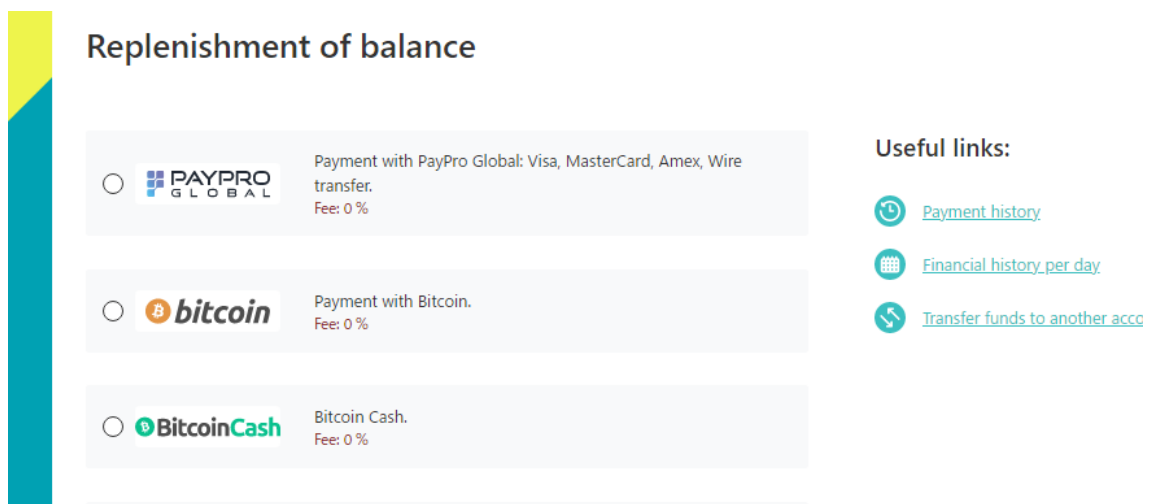 Replenishment of balance
PAYPRO
GLOBAL
Payment with PayPro Global: Visa, MasterCard, Amex, Wire
transfer.
Fee: 0 %
bitcoin
Payment with Bitcoin.
Fee: 0 %
BitcoinCash
Bitcoin Cash.
Fee: 0 %
Useful links:
Payment history
Financial history per day
Transfer funds to another acco